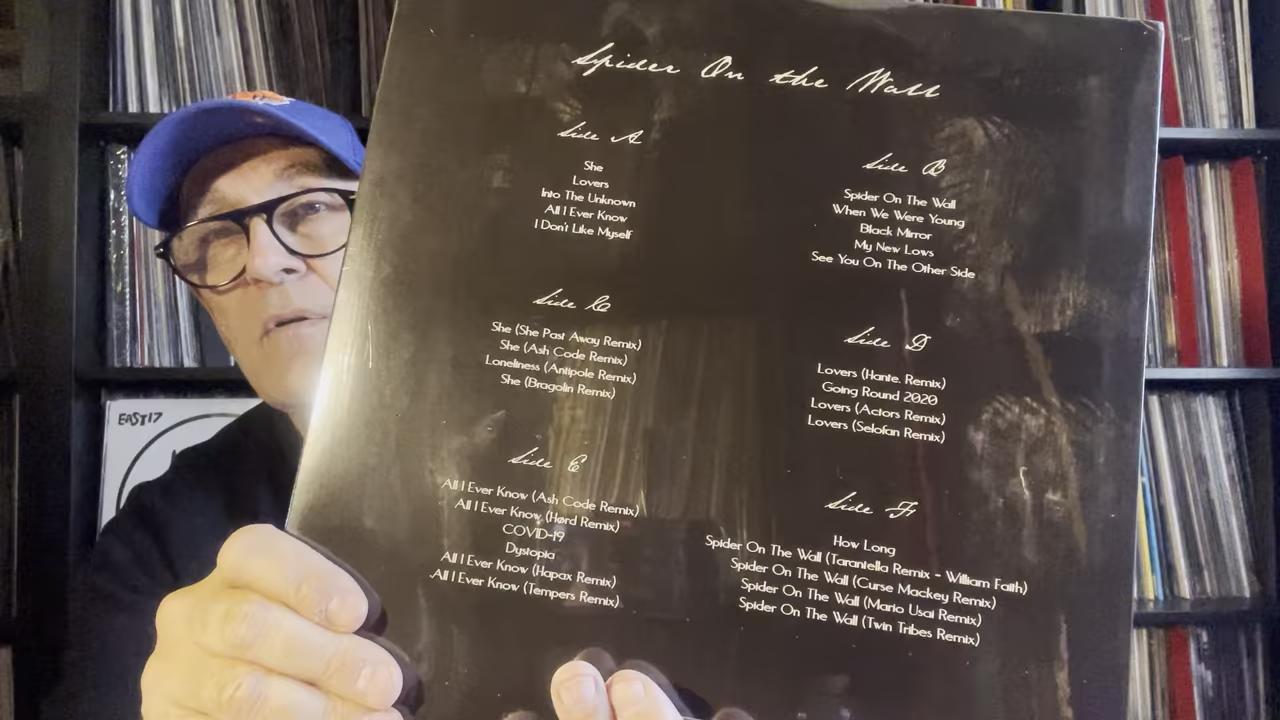 Spider On the Wall
Side A
She
Lovers
Into The Unknown
All I Ever Know
I Don't Like Myself
Side B
Spider On The Wall
When We Were Young
Black Mirror
My New Lows
See You On The Other Side
Side C
She (She Past Away Remix)
She (Ash Code Remix)
Loneliness (Antipole Remix)
She (Bragolin Remix)
Side D
Lovers (Hante. Remix)
Going Round 2020
Lovers (Actors Remix)
Lovers (Selofan Remix)
Side E
All I Ever Know (Ash Code Remix)
All I Ever Know (Hørd Remix)
COVID-19
Dystopia
All I Ever Know (Hapax Remix)
All I Ever Know (Tempers Remix)
Side F
How Long
Spider On The Wall (Tarantella Remix - William Faith)
Spider On The Wall (Curse Mackey Remix)
Spider On The Wall (Mario Usai Remix)
Spider On The Wall (Twin Tribes Remix)
EAST17